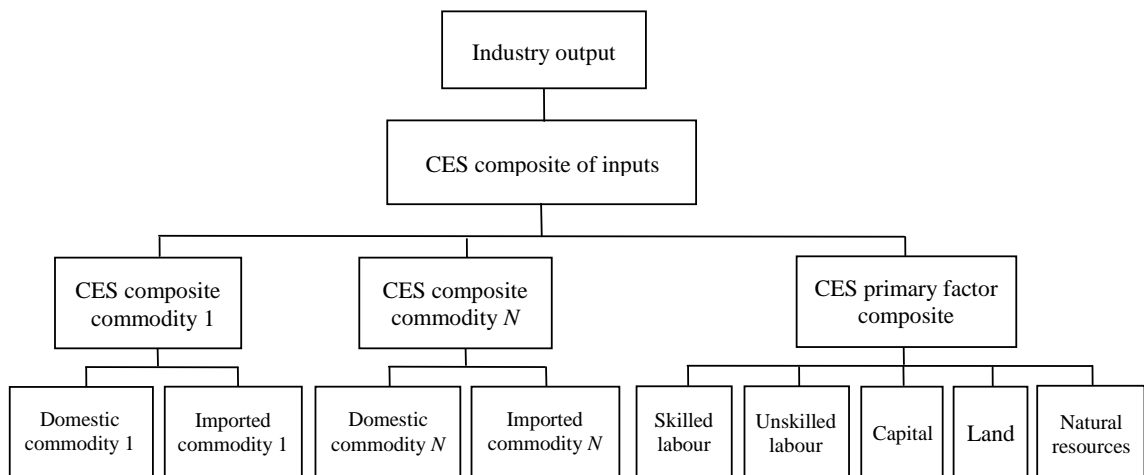 Industry output
CES composite of inputs
CES composite
commodity 1
CES composite
commodity N
CES primary factor
composite
Domestic
commodity 1
Imported
commodity 1
Domestic
commodity N
Imported
commodity N
Skilled
labour
Unskilled
labour
Capital
Land
Natural
resources